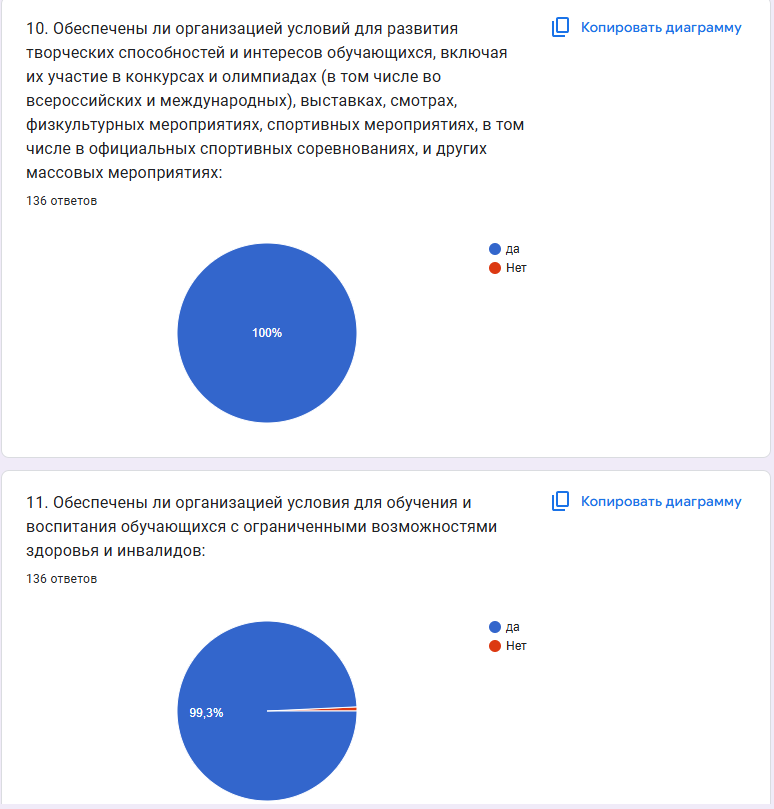 10. Обеспечены ли организацией условий для развития
творческих способностей и интересов обучающихся, включая
их участие в конкурсах и олимпиадах (в том числе во
всероссийских и международных), выставках, смотрах,
физкультурных мероприятиях, спортивных мероприятиях, в том
числе в официальных спортивных соревнованиях, и других
массовых мероприятиях:
Копировать диаграмму
136 ответов
да
Нет
100%
11. Обеспечены ли организацией условия для обучения и
воспитания обучающихся с ограниченными возможностями
здоровья и инвалидов:
Копировать диаграмму
136 ответов
да
Нет
99,3%